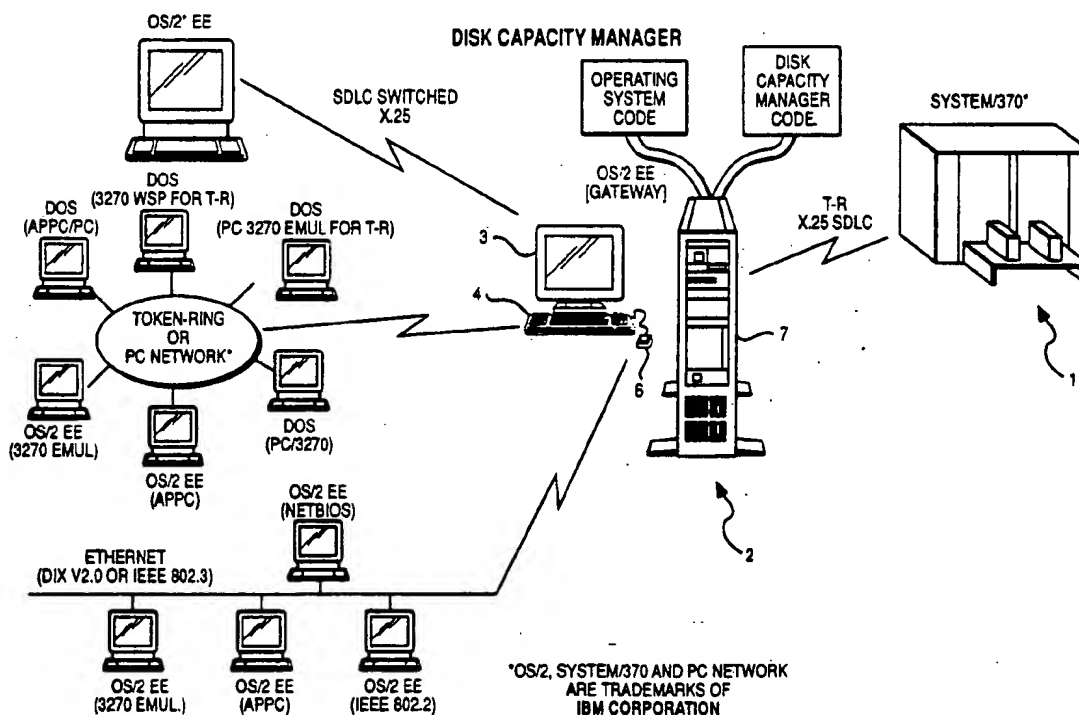 OS/2* EE
DISK CAPACITY MANAGER
OPERATING
SYSTEM
CODE
DISK
CAPACITY
MANAGER
CODE.
SYSTEM/370*
SDLC SWITCHED
X.25
OS/2 EE
[GATEWAY]
T-R
X.25 SDLC
DOS
(3270 WSP FOR T-R)
DOS
(APPC/PC)
DOS
(PC 3270 EMUL FOR T-R)
3
4
6
7
1
2
TOKEN-RING
OR
PC NETWORK*
OS/2 EE
(3270 EMUL)
OS/2 EE
(APPC)
DOS
(PC/3270)
OS/2 EE
(NETBIOS)
ETHERNET
(DIX V2.0 OR IEEE 802.3)
OS/2 EE
(3270 EMUL.)
OS/2 EE
(APPC)
OS/2 EE
(IEEE 802.2)
*OS/2, SYSTEM/370 AND PC NETWORK
ARE TRADEMARKS OF
IBM CORPORATION